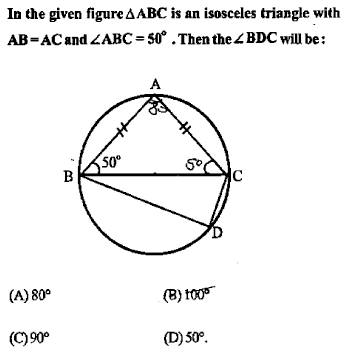 In the given figure △ABC is an isosceles triangle with
AB = AC and ∠ABC = 50° . Then the ∠BDC will be :
A
80
50°
50
B
C
D
(A) 80°
(B) 100°
(C) 90°
(D) 50°.